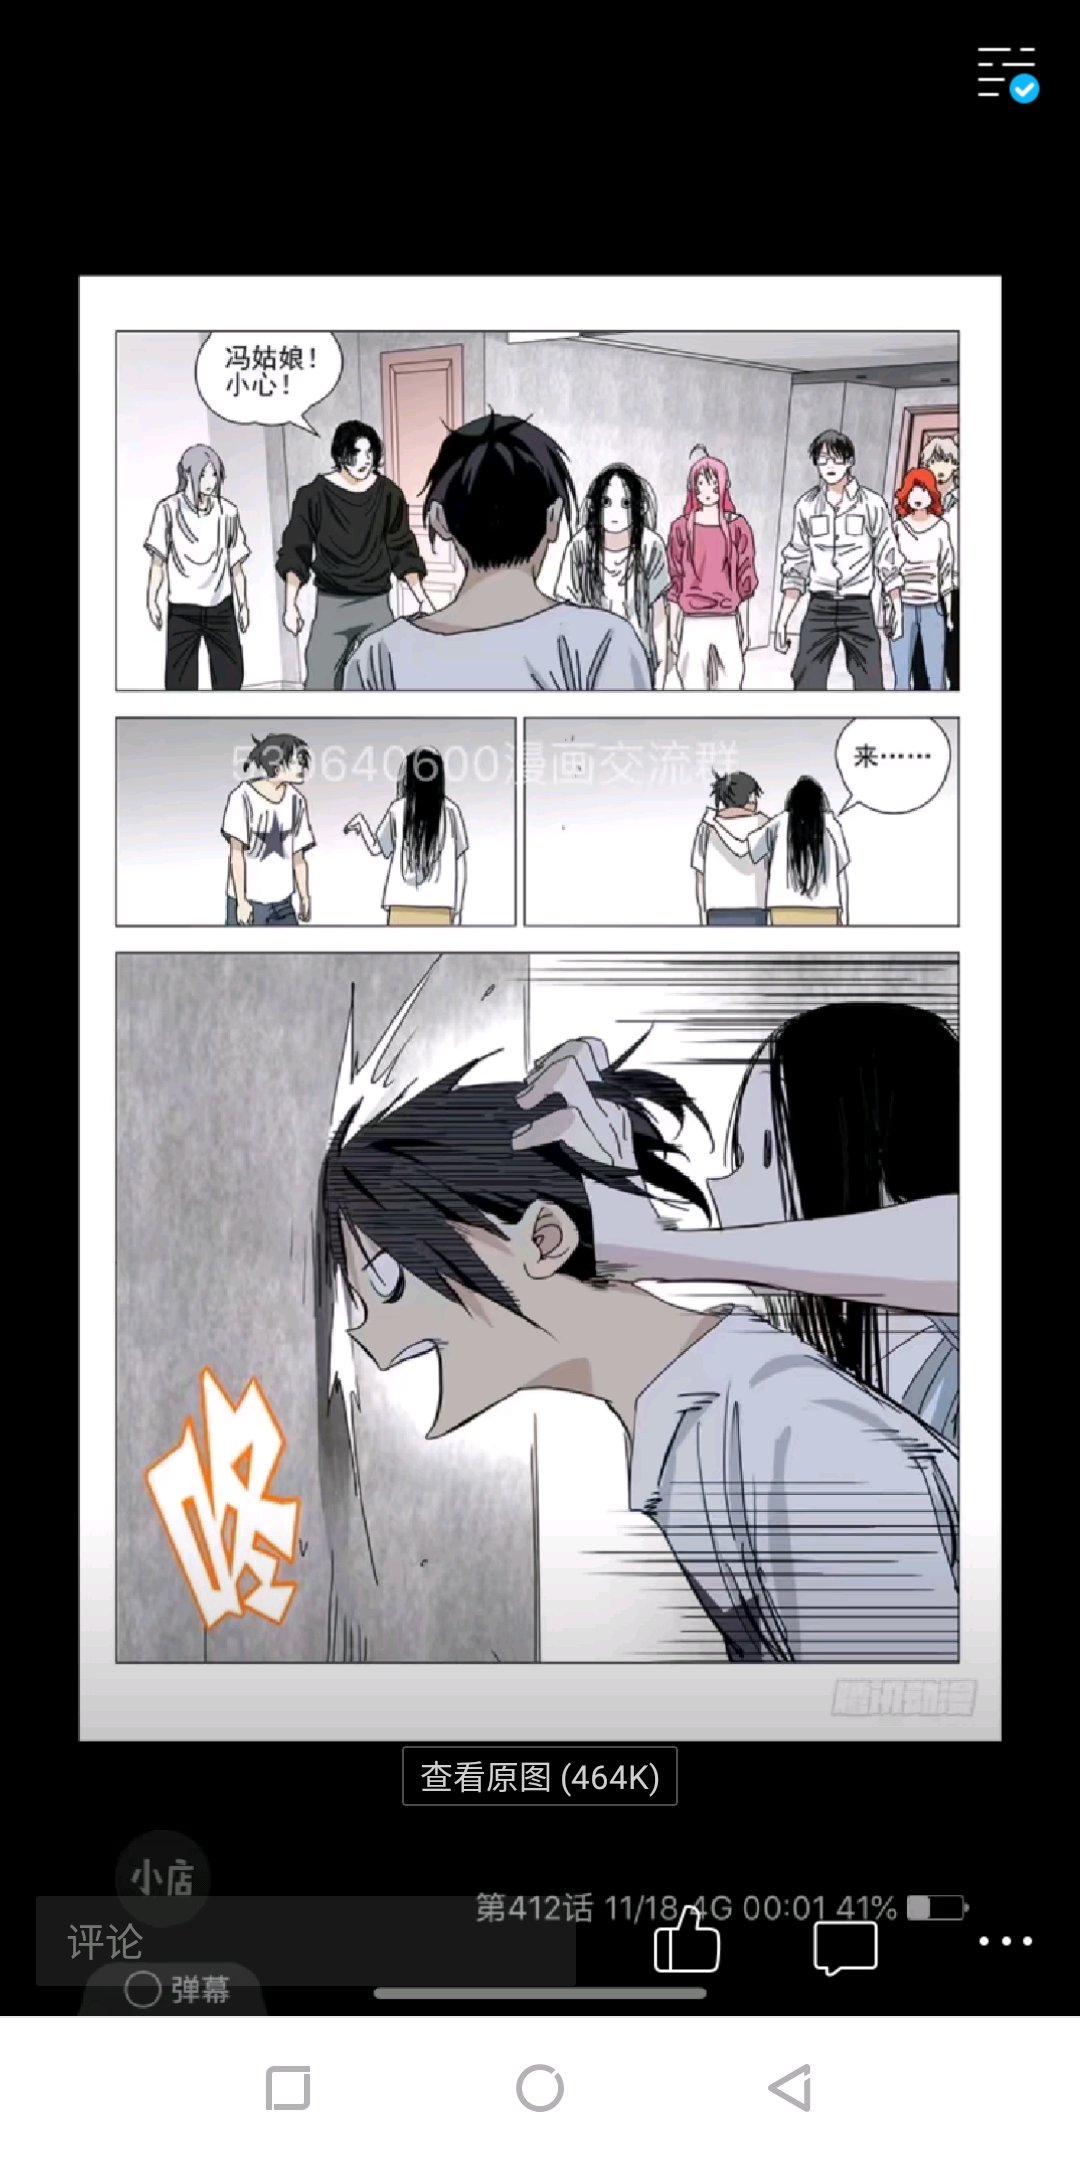 冯姑娘！
小心！
530640600漫画交流群
来……
咚
腾讯动漫
查看原图 (464K)
小店
第412话 11/18 4G 00:01 41%
评论
弹幕